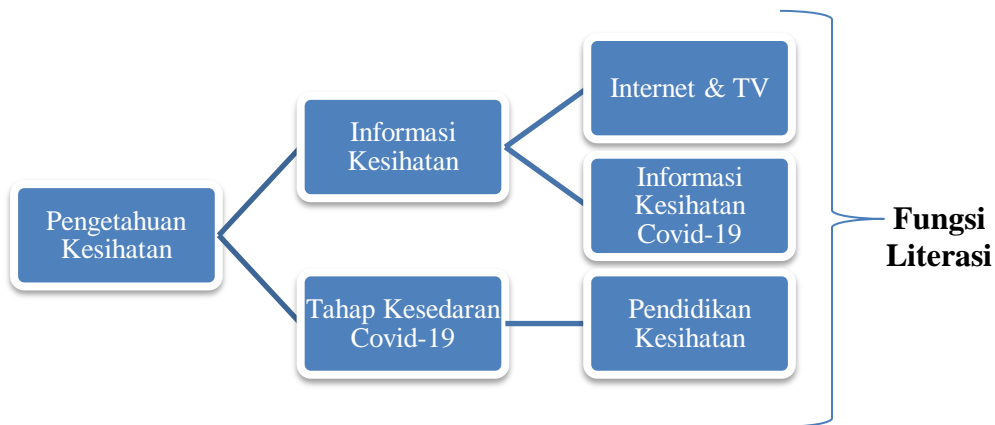 Pengetahuan
Kesihatan
Informasi
Kesihatan
Internet & TV
Informasi
Kesihatan
Covid-19
Tahap Kesedaran
Covid-19
Pendidikan
Kesihatan
Fungsi
Literasi